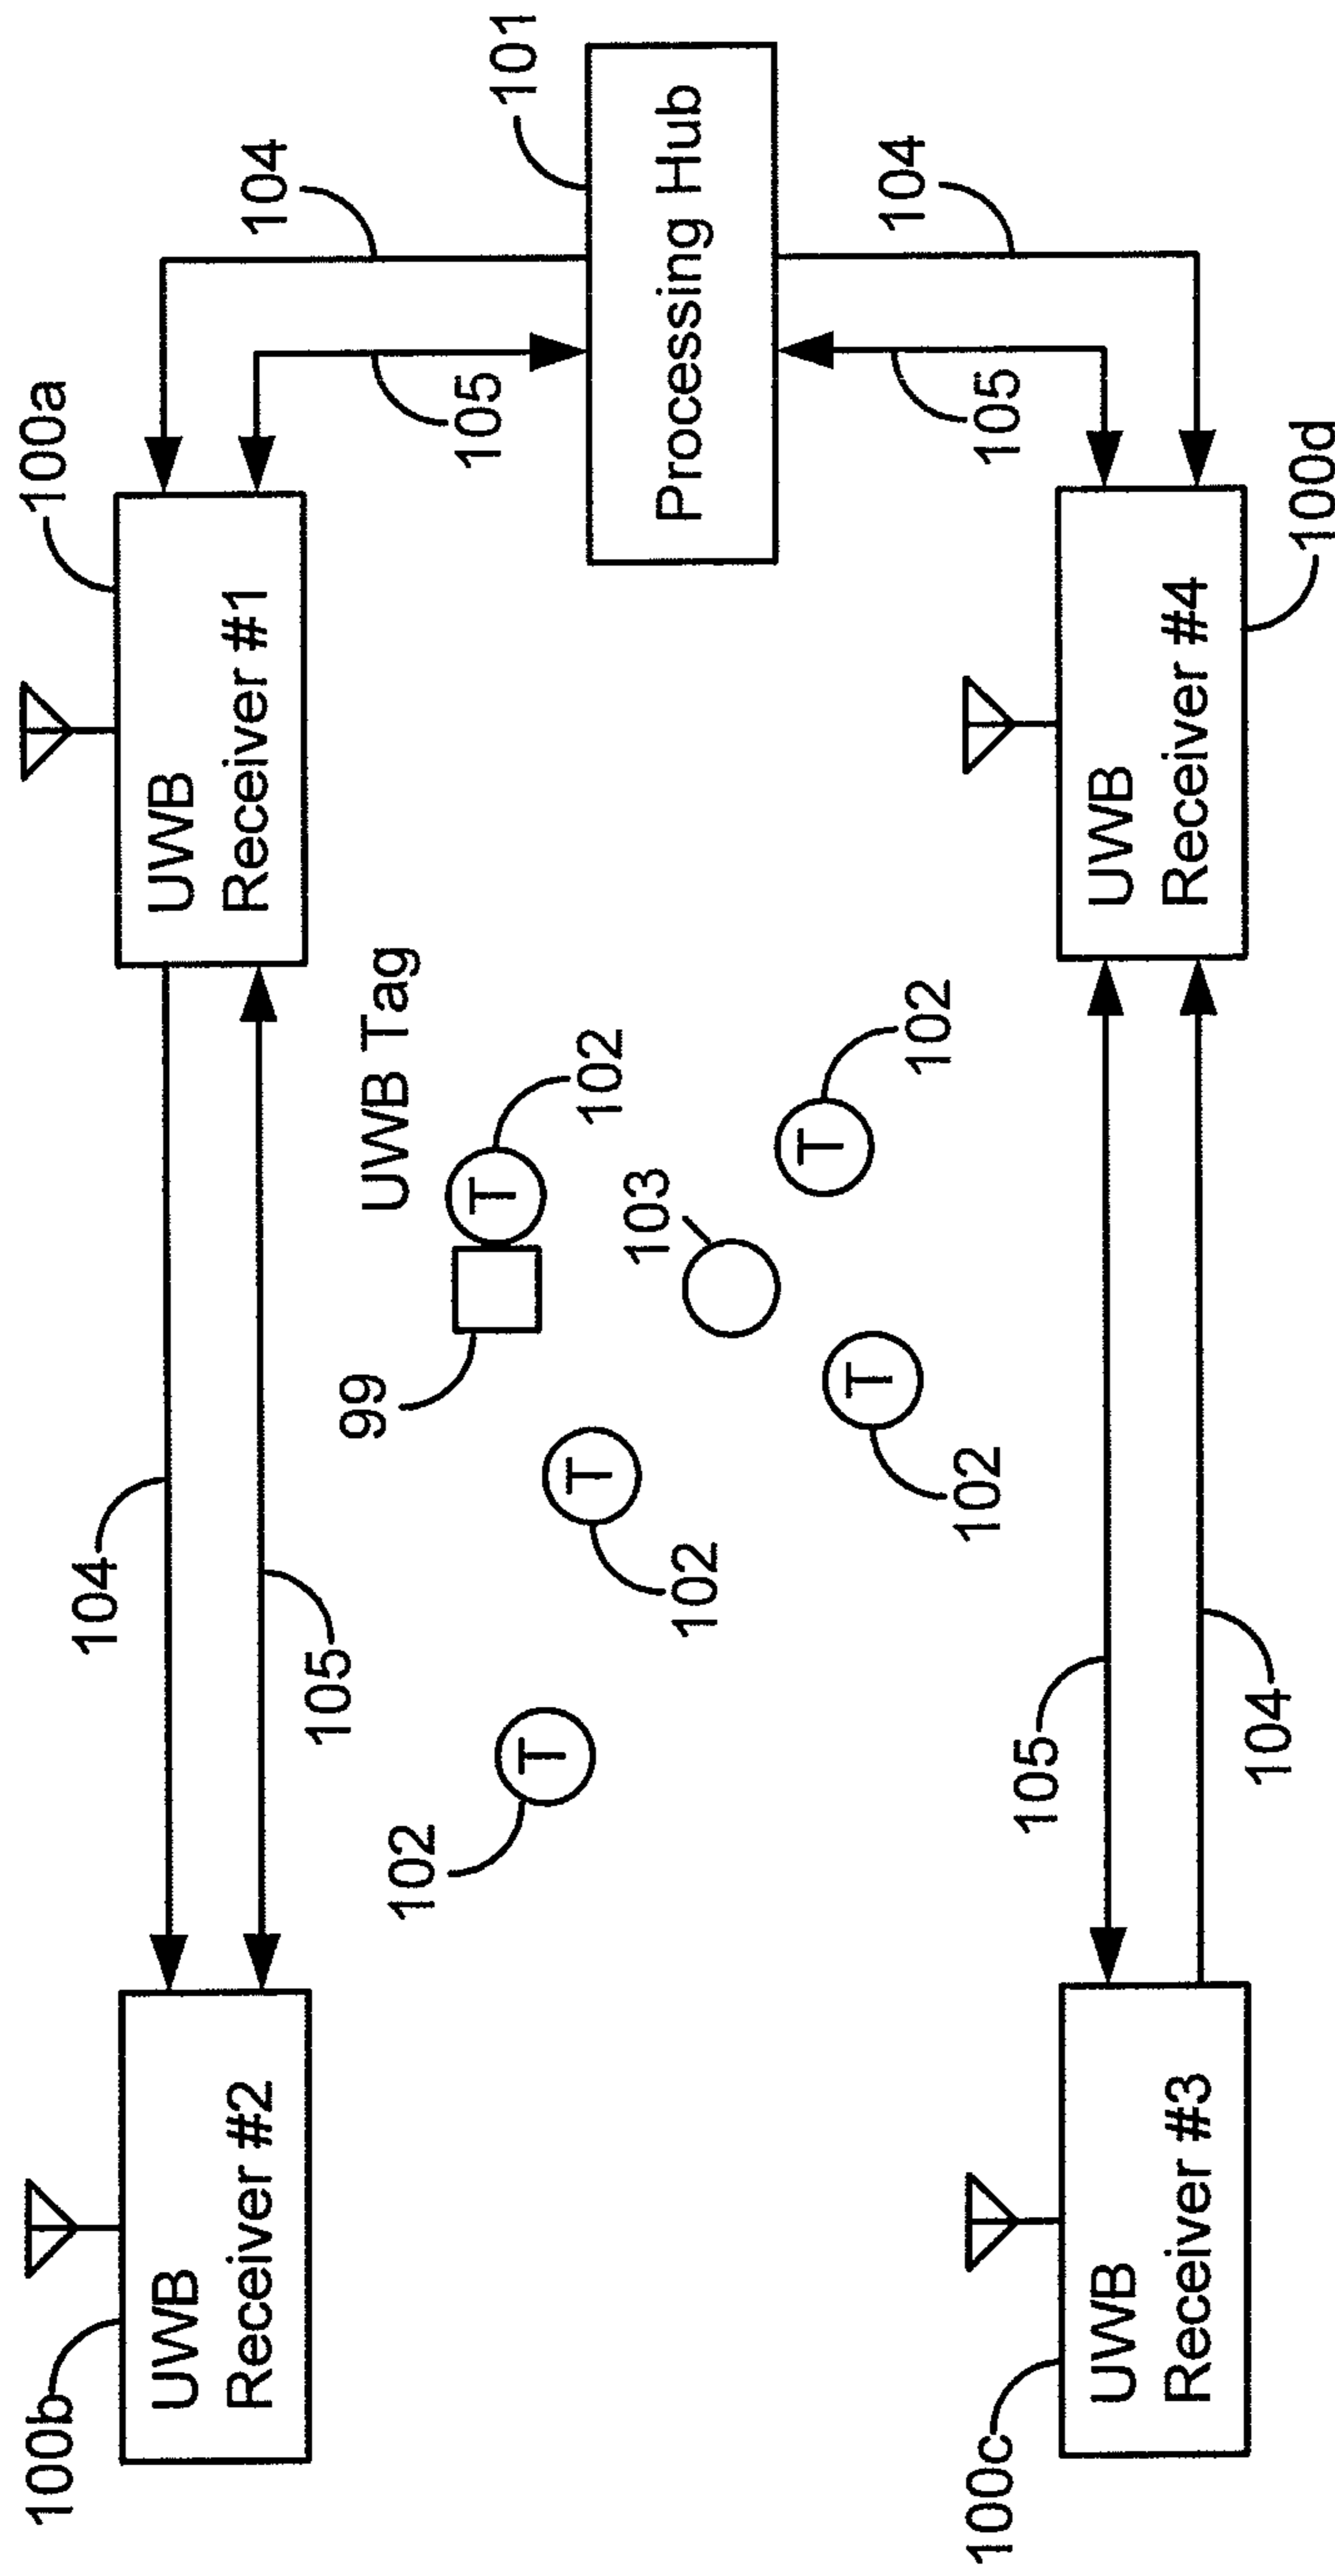 100b
100a
104
UWB
Receiver #2
UWB
Receiver #1
104
105
99
UWB Tag
102
105
T
101
T
T
102
103
102
Processing Hub
T
T
104
102
102
105
100c
105
UWB
Receiver #3
UWB
Receiver #4
104
100d